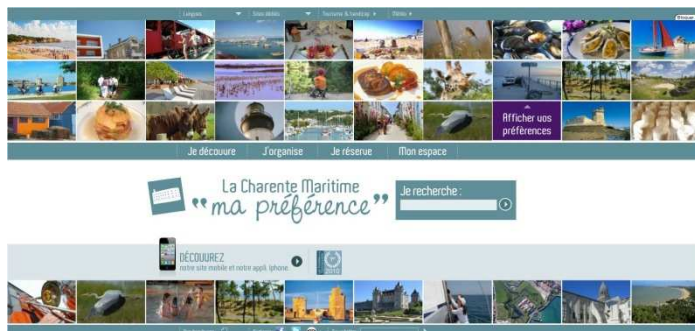 Langues
Sites dédiés
Tourisme & handicap
Météo
Afficher vos
préférences
Je découvre
J'organise
Je réserve
Mon espace
La Charente Maritime
"ma préférence"
Je recherche :
DÉCOUVREZ
notre site mobile et notre appli. Iphone.
2010